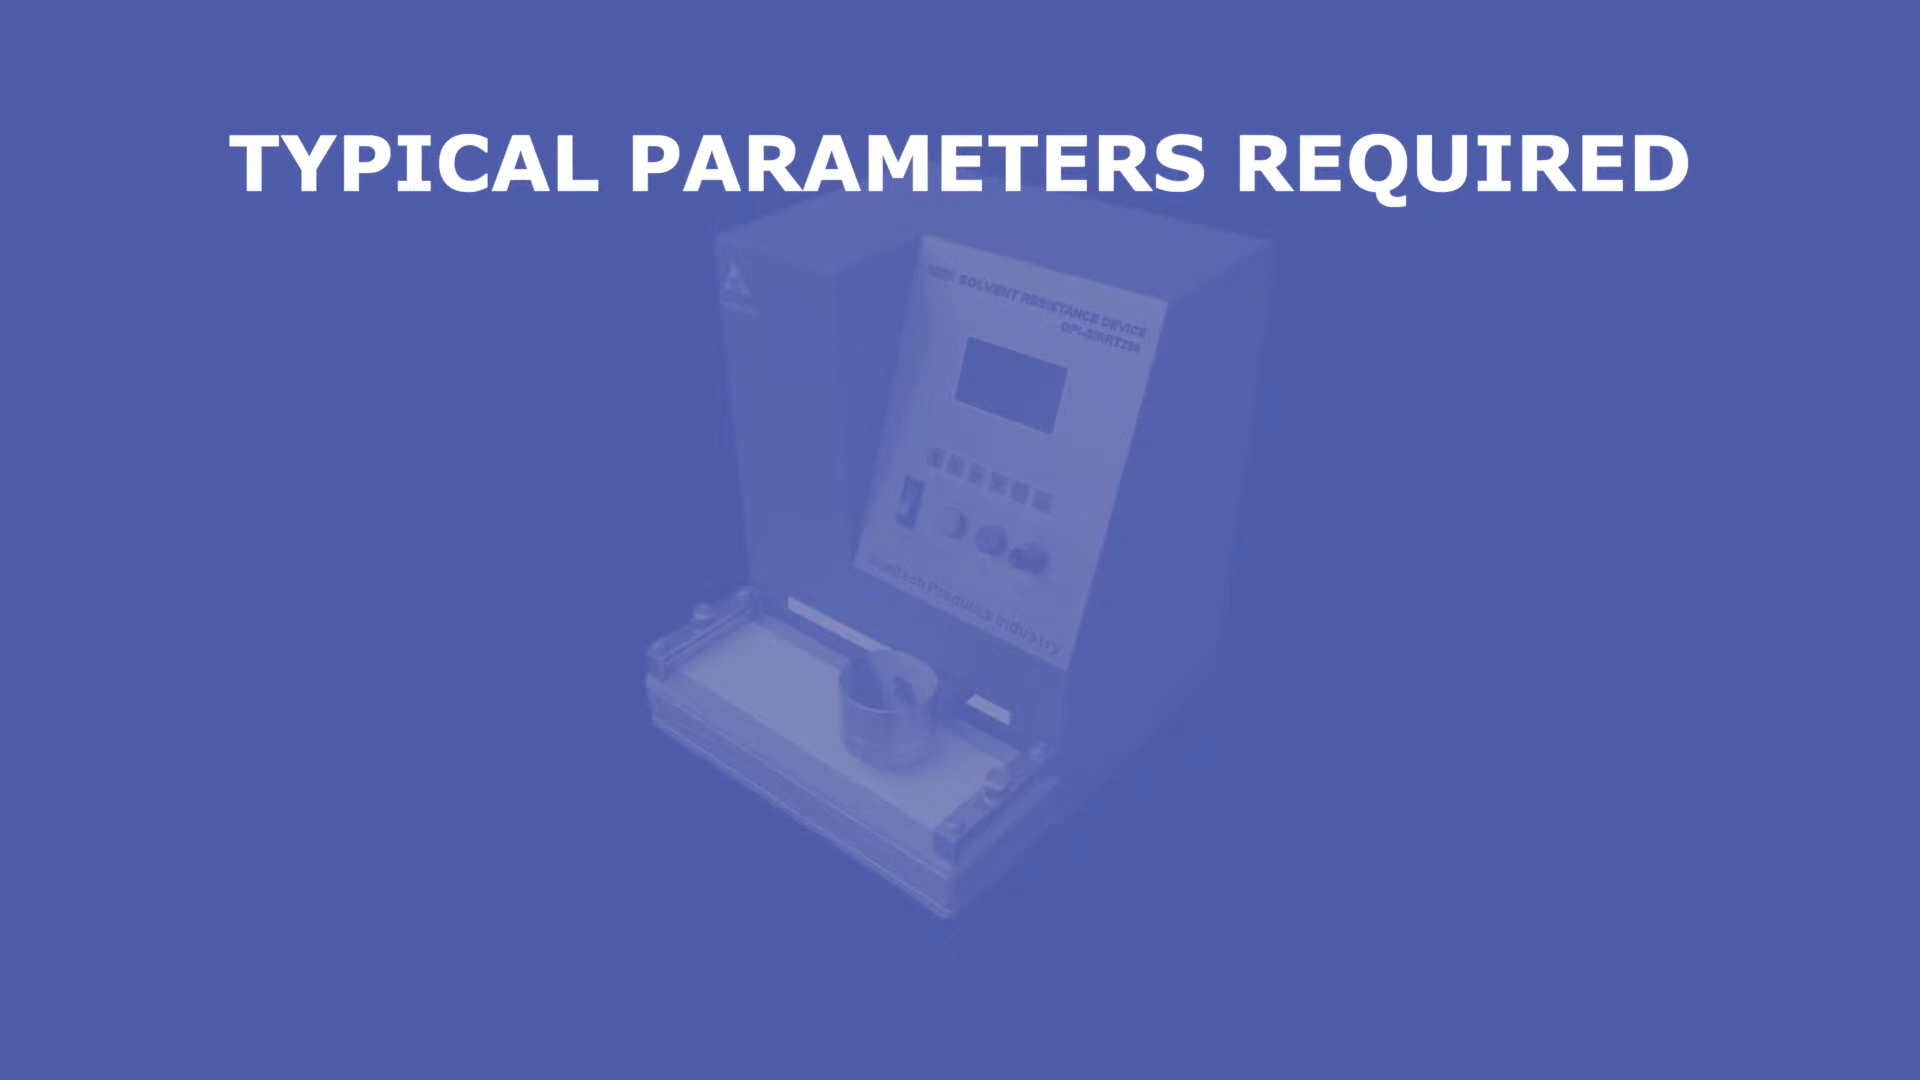 TYPICAL PARAMETERS REQUIRED
SOLVENT RESISTANCE DEVICE
Products Industry